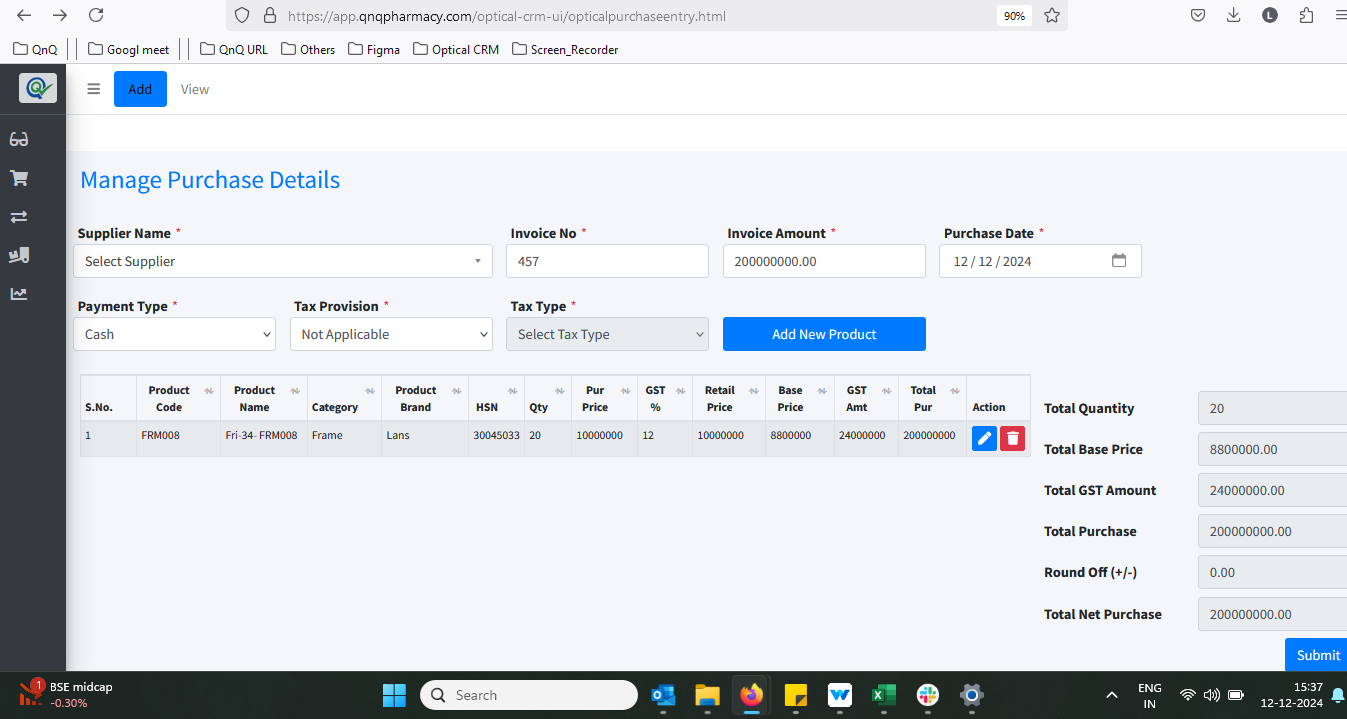 https://app.qnqpharmacy.com/optical-crm-ui/opticalpurchaseentry.html
90%
L
QnQ
Googl meet
QnQ URL
Others
Figma
Optical CRM
Screen_Recorder
Add
View
Manage Purchase Details
Supplier Name *
Invoice No *
Invoice Amount *
Purchase Date *
Select Supplier
457
200000000.00
12 / 12 / 2024
Payment Type *
Tax Provision *
Tax Type *
Cash
Not Applicable
Select Tax Type
Add New Product
S.No.
Product
Code
Product
Name
Category
Product
Brand
HSN
Qty
Pur
Price
GST
%
Retail
Price
Base
Price
GST
Amt
Total
Pur
Action
1
FRM008
Fri-34- FRM008
Frame
Lans
30045033
20
10000000
12
10000000
8800000
24000000
200000000
Total Quantity
20
Total Base Price
8800000.00
Total GST Amount
24000000.00
Total Purchase
200000000.00
Round Off (+/-)
0.00
Total Net Purchase
200000000.00
Submit
1
BSE midcap
-0.30%
Search
ENG
IN
15:37
12-12-2024